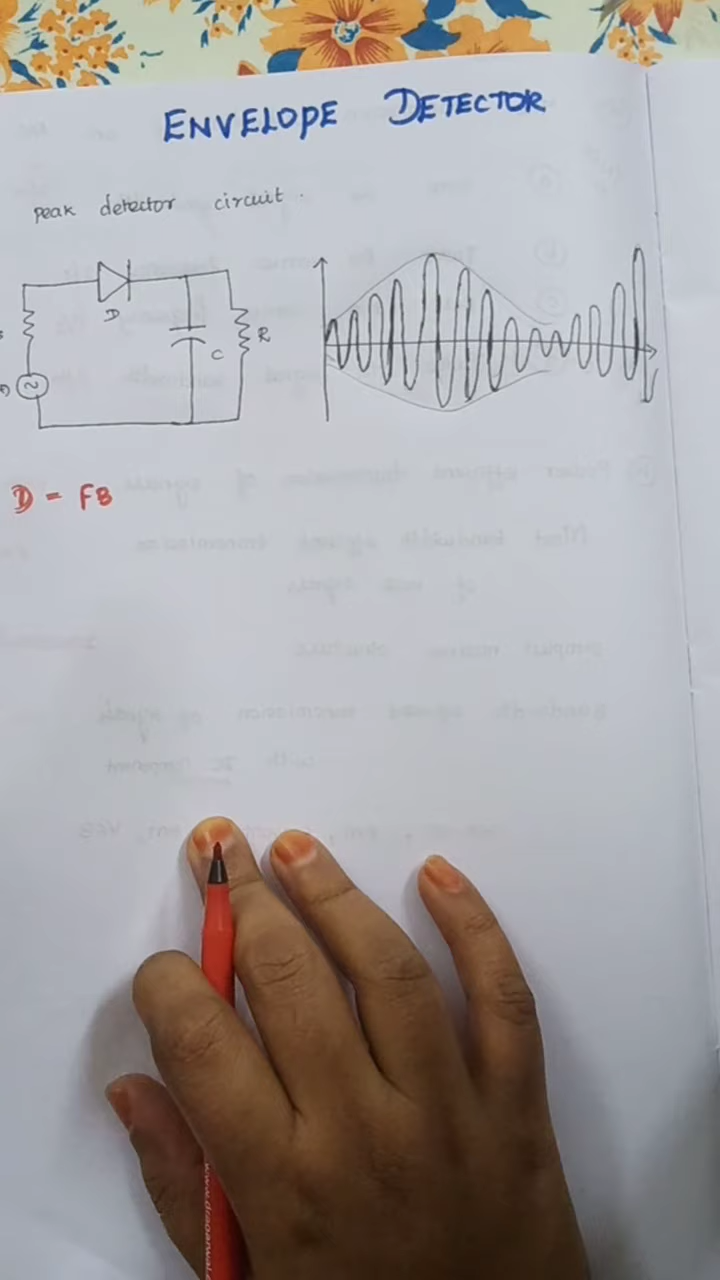 ENVELOPE DETECTOR
peak detector circuit.
D
C
R
D - FB